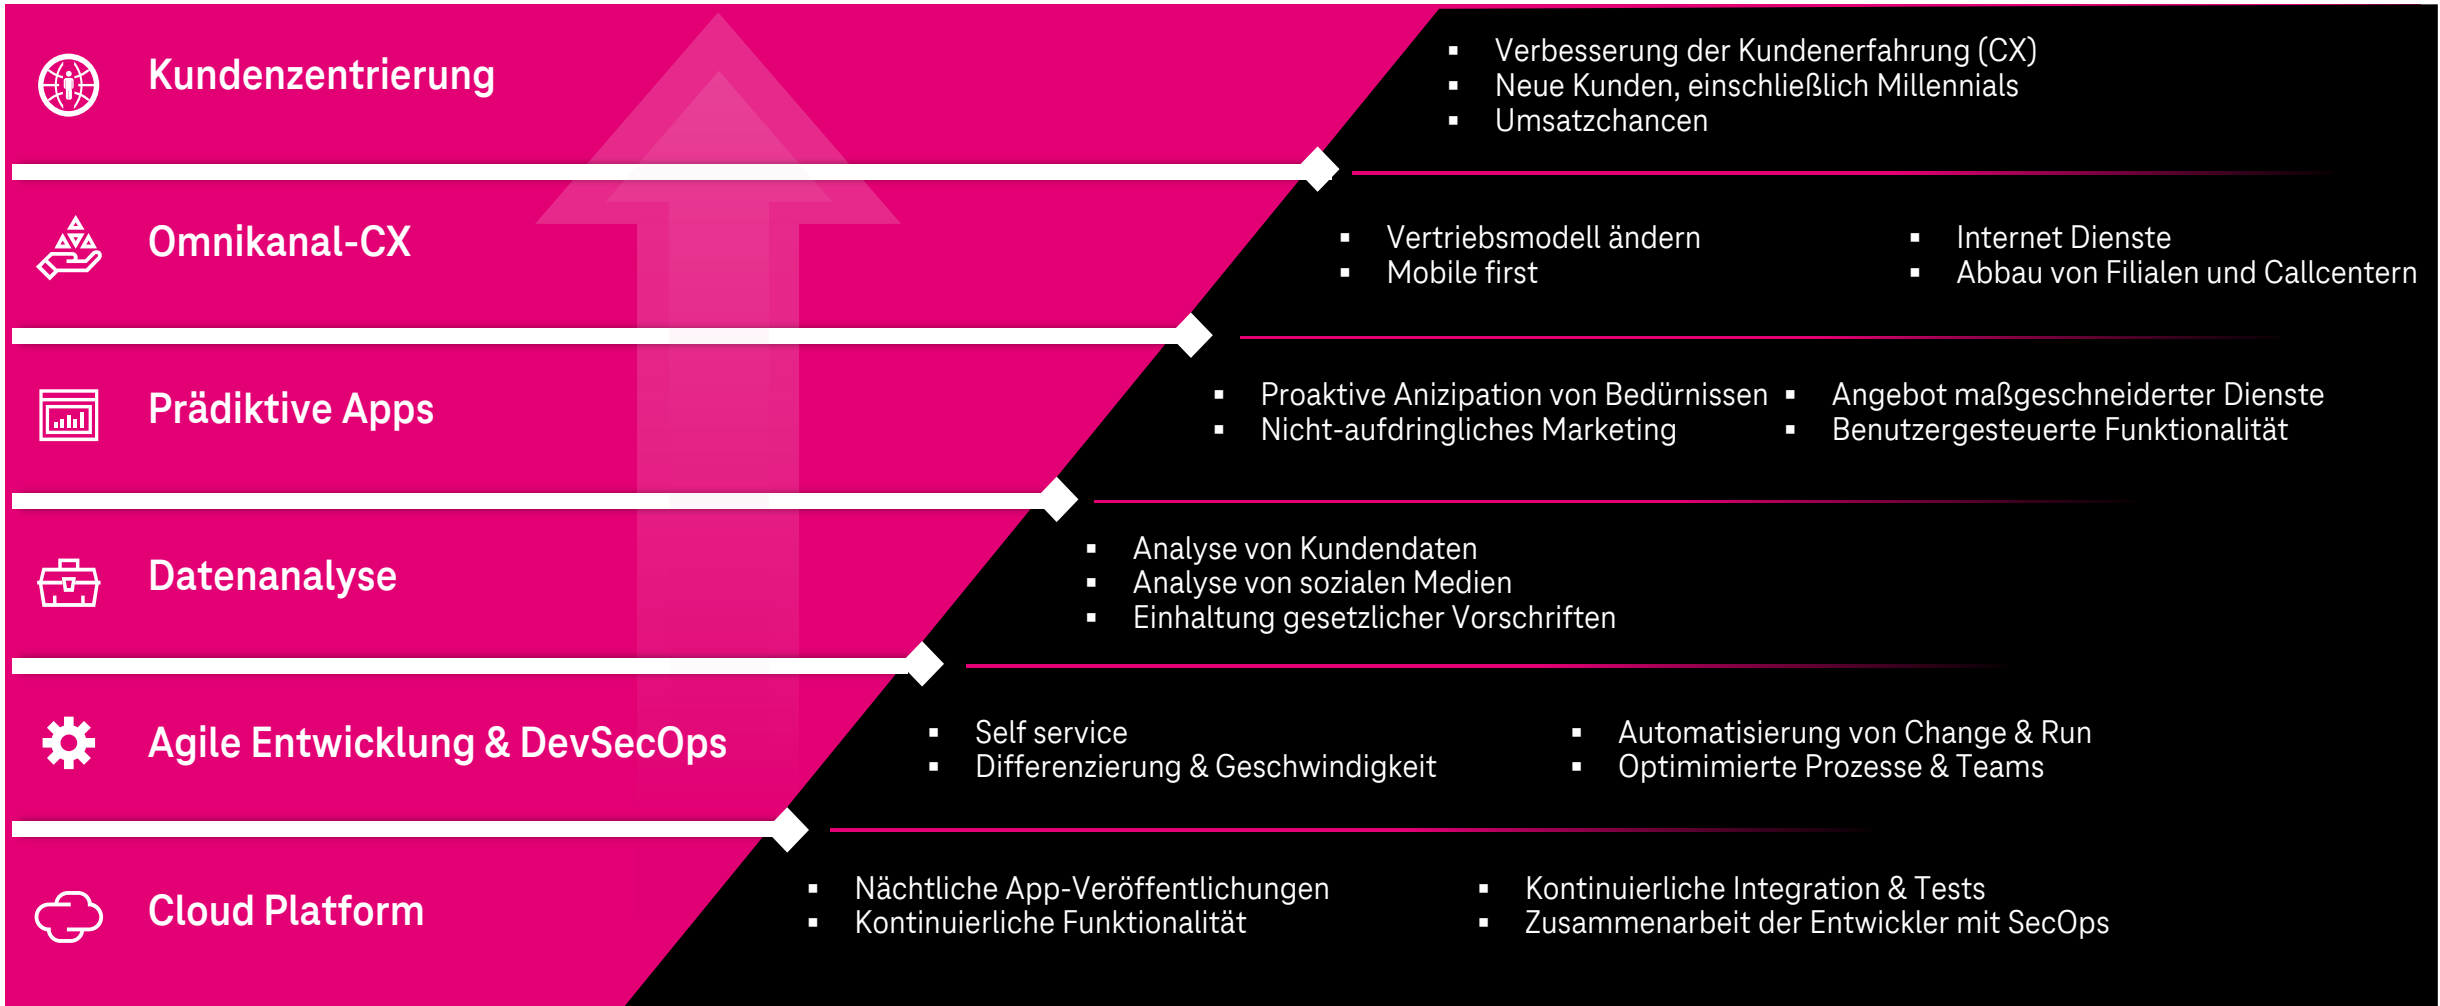 Kundenzentrierung
▪ Verbesserung der Kundenerfahrung (CX)
▪ Neue Kunden, einschließlich Millennials
▪ Umsatzchancen
Omnikanal-CX
▪ Vertriebsmodell ändern
▪ Mobile first
▪ Internet Dienste
▪ Abbau von Filialen und Callcentern
Prädiktive Apps
▪ Proaktive Anizipation von Bedürnissen
▪ Nicht-aufdringliches Marketing
▪ Angebot maßgeschneiderter Dienste
▪ Benutzergesteuerte Funktionalität
Datenanalyse
▪ Analyse von Kundendaten
▪ Analyse von sozialen Medien
▪ Einhaltung gesetzlicher Vorschriften
Agile Entwicklung & DevSecOps
▪ Self service
▪ Differenzierung & Geschwindigkeit
▪ Automatisierung von Change & Run
▪ Optimimierte Prozesse & Teams
Cloud Platform
▪ Nächtliche App-Veröffentlichungen
▪ Kontinuierliche Funktionalität
▪ Kontinuierliche Integration & Tests
▪ Zusammenarbeit der Entwickler mit SecOps